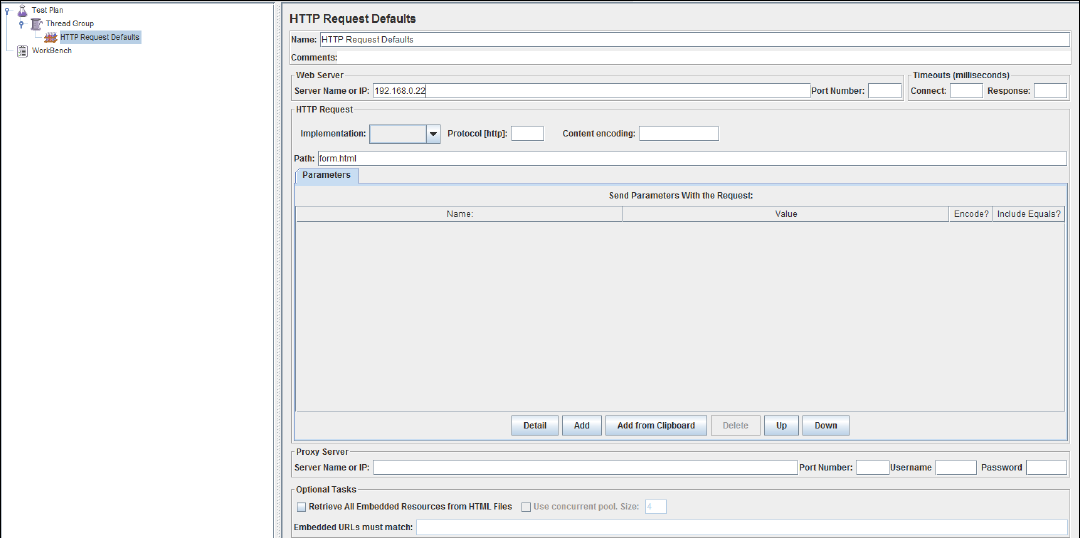 Test Plan
Thread Group
HTTP Request Defaults
WorkBench
HTTP Request Defaults
Name: HTTP Request Defaults
Comments:
Web Server
Timeouts (milliseconds)
Server Name or IP: 192.168.0.22 Port Number: Connect: Response:
HTTP Request
Implementation: Protocol [http]: Content encoding:
Path: form.html
Parameters
Send Parameters With the Request:
Name: Value Encode? Include Equals?
Detail Add Add from Clipboard Delete Up Down
Proxy Server
Server Name or IP: Port Number: Username Password
Optional Tasks
Retrieve All Embedded Resources from HTML Files Use concurrent pool. Size: 4
Embedded URLs must match: